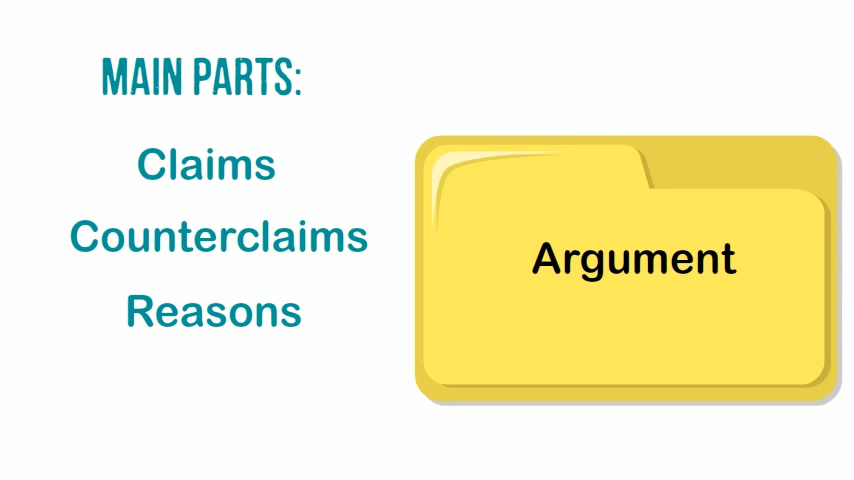 MAIN PARTS:
Claims
Counterclaims
Reasons
Argument